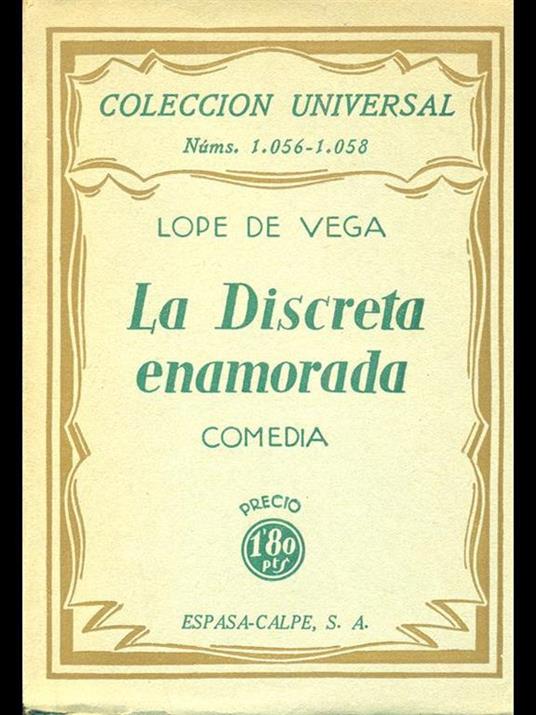 COLECCION UNIVERSAL
Núms. 1.056-1.058
LOPE DE VEGA
La Discreta
enamorada
COMEDIA
PRECIO
1'80
pts
ESPASA-CALPE, S. A.